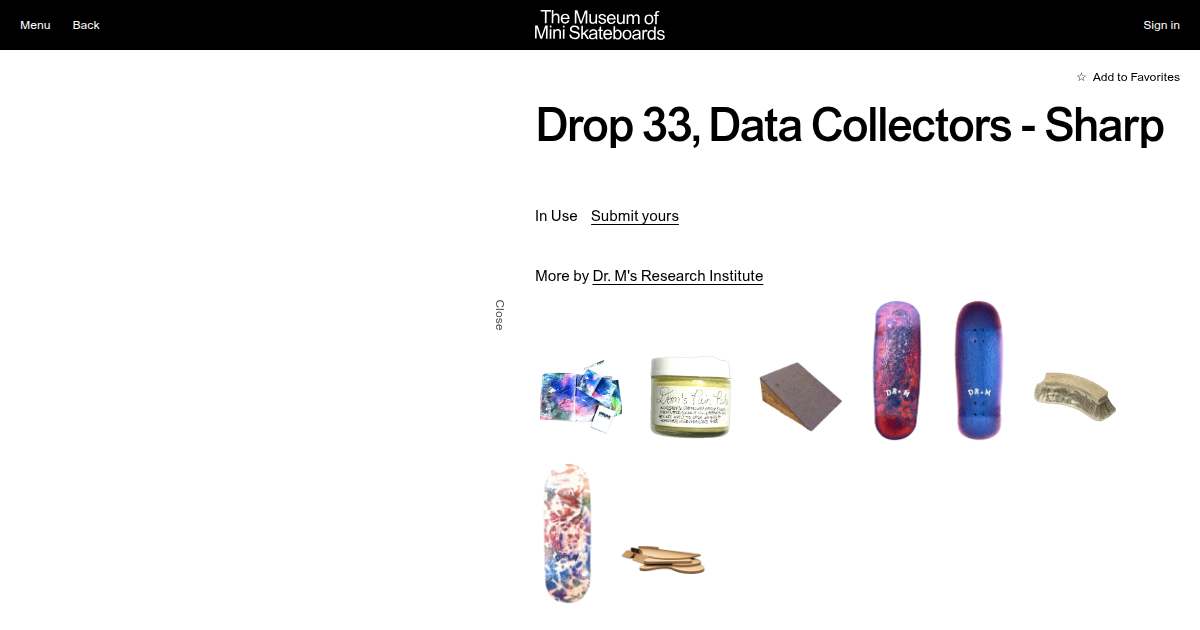 Menu
Back
The Museum of
Mini Skateboards
Sign in
☆ Add to Favorites
Drop 33, Data Collectors - Sharp
In Use Submit yours
More by Dr. M's Research Institute
Close
DR M
DR M